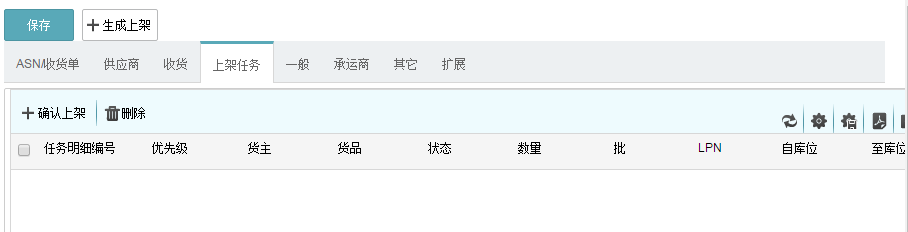 保存 生成上架
ASN/收货单 供应商 收货 上架任务 一般 承运商 其它 扩展
确认上架 删除
任务明细编号 优先级 货主 货品 状态 数量 批 LPN 自库位 至库位